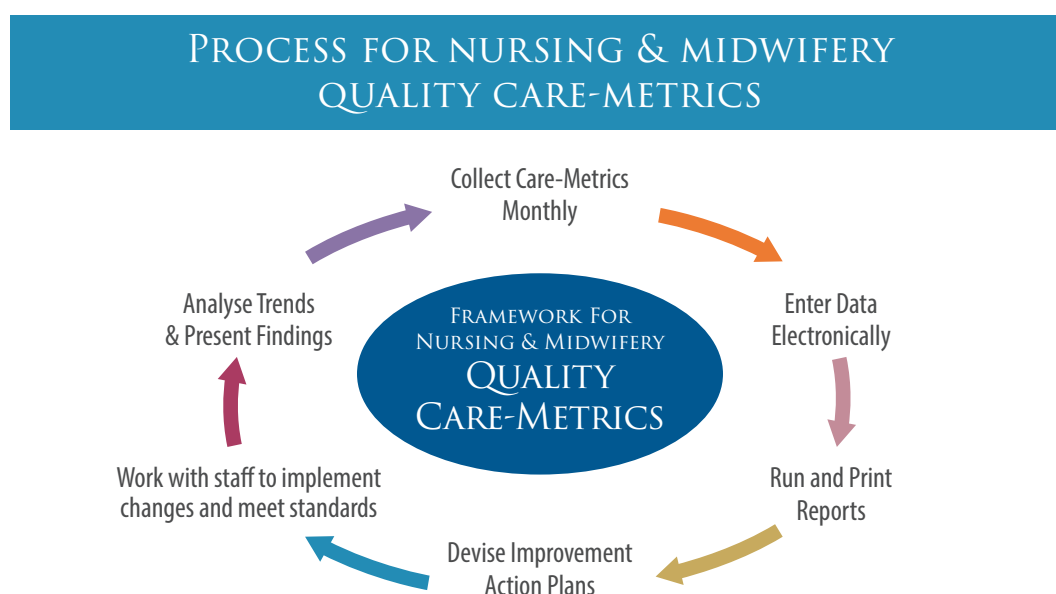 PROCESS FOR NURSING & MIDWIFERY
QUALITY CARE-METRICS
Collect Care-Metrics
Monthly
Enter Data
Electronically
Run and Print
Reports
Devise Improvement
Action Plans
Work with staff to implement
changes and meet standards
Analyse Trends
& Present Findings
FRAMEWORK FOR
NURSING & MIDWIFERY
QUALITY
CARE-METRICS